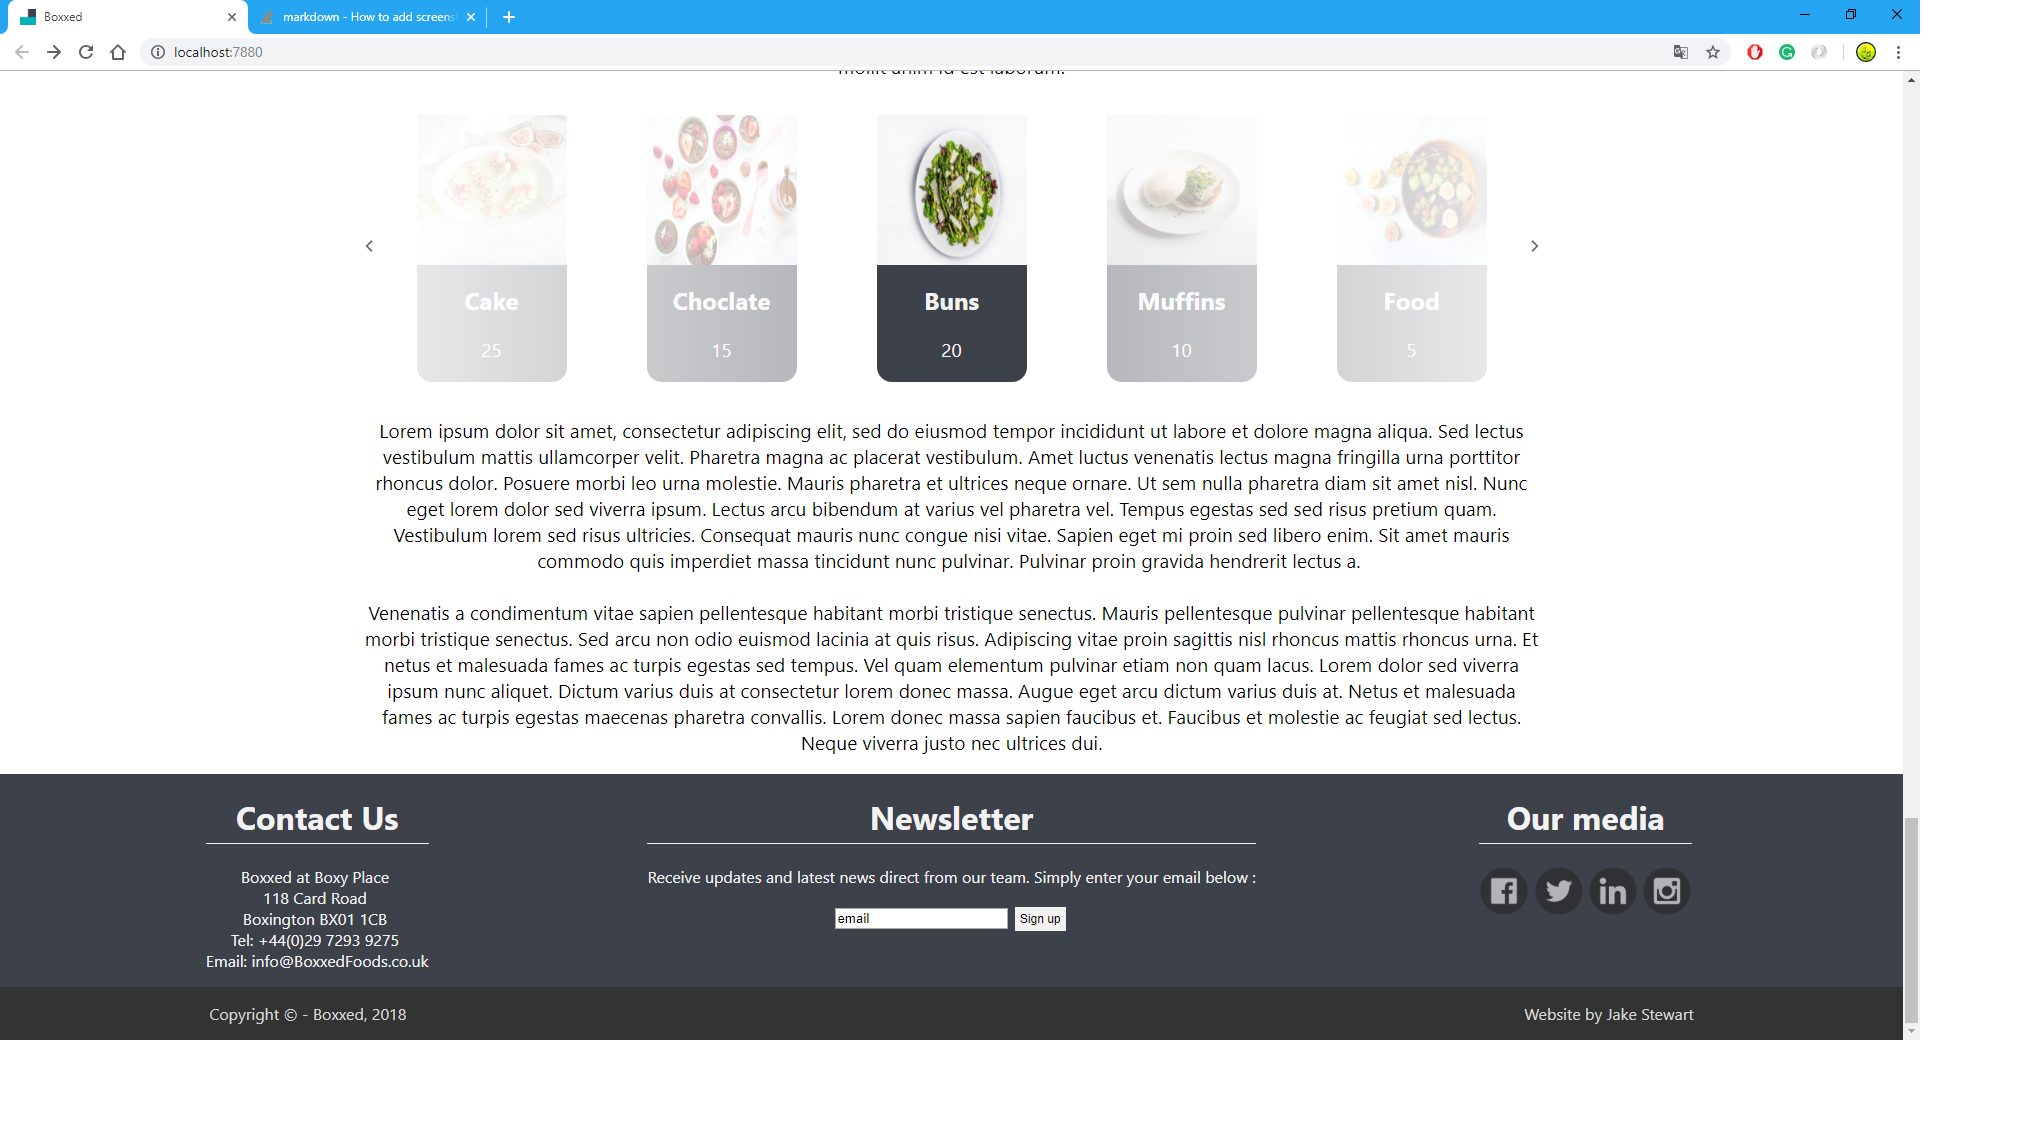 Boxxed
markdown - How to add screens
localhost:7880
mollit anim id est laborum.
Cake
25
Choclate
15
Buns
20
Muffins
10
Food
5
Lorem ipsum dolor sit amet, consectetur adipiscing elit, sed do eiusmod tempor incididunt ut labore et dolore magna aliqua. Sed lectus
vestibulum mattis ullamcorper velit. Pharetra magna ac placerat vestibulum. Amet luctus venenatis lectus magna fringilla urna porttitor
rhoncus dolor. Posuere morbi leo urna molestie. Mauris pharetra et ultrices neque ornare. Ut sem nulla pharetra diam sit amet nisl. Nunc
eget lorem dolor sed viverra ipsum. Lectus arcu bibendum at varius vel pharetra vel. Tempus egestas sed sed risus pretium quam.
Vestibulum lorem sed risus ultricies. Consequat mauris nunc congue nisi vitae. Sapien eget mi proin sed libero enim. Sit amet mauris
commodo quis imperdiet massa tincidunt nunc pulvinar. Pulvinar proin gravida hendrerit lectus a.
Venenatis a condimentum vitae sapien pellentesque habitant morbi tristique senectus. Mauris pellentesque pulvinar pellentesque habitant
morbi tristique senectus. Sed arcu non odio euismod lacinia at quis risus. Adipiscing vitae proin sagittis nisl rhoncus mattis rhoncus urna. Et
netus et malesuada fames ac turpis egestas sed tempus. Vel quam elementum pulvinar etiam non quam lacus. Lorem dolor sed viverra
ipsum nunc aliquet. Dictum varius duis at consectetur lorem donec massa. Augue eget arcu dictum varius duis at. Netus et malesuada
fames ac turpis egestas maecenas pharetra convallis. Lorem donec massa sapien faucibus et. Faucibus et molestie ac feugiat sed lectus.
Neque viverra justo nec ultrices dui.
Contact Us
Boxxed at Boxy Place
118 Card Road
Boxington BX01 1CB
Tel: +44(0)29 7293 9275
Email: info@BoxxedFoods.co.uk
Newsletter
Receive updates and latest news direct from our team. Simply enter your email below :
email
Sign up
Our media
Copyright © - Boxxed, 2018
Website by Jake Stewart